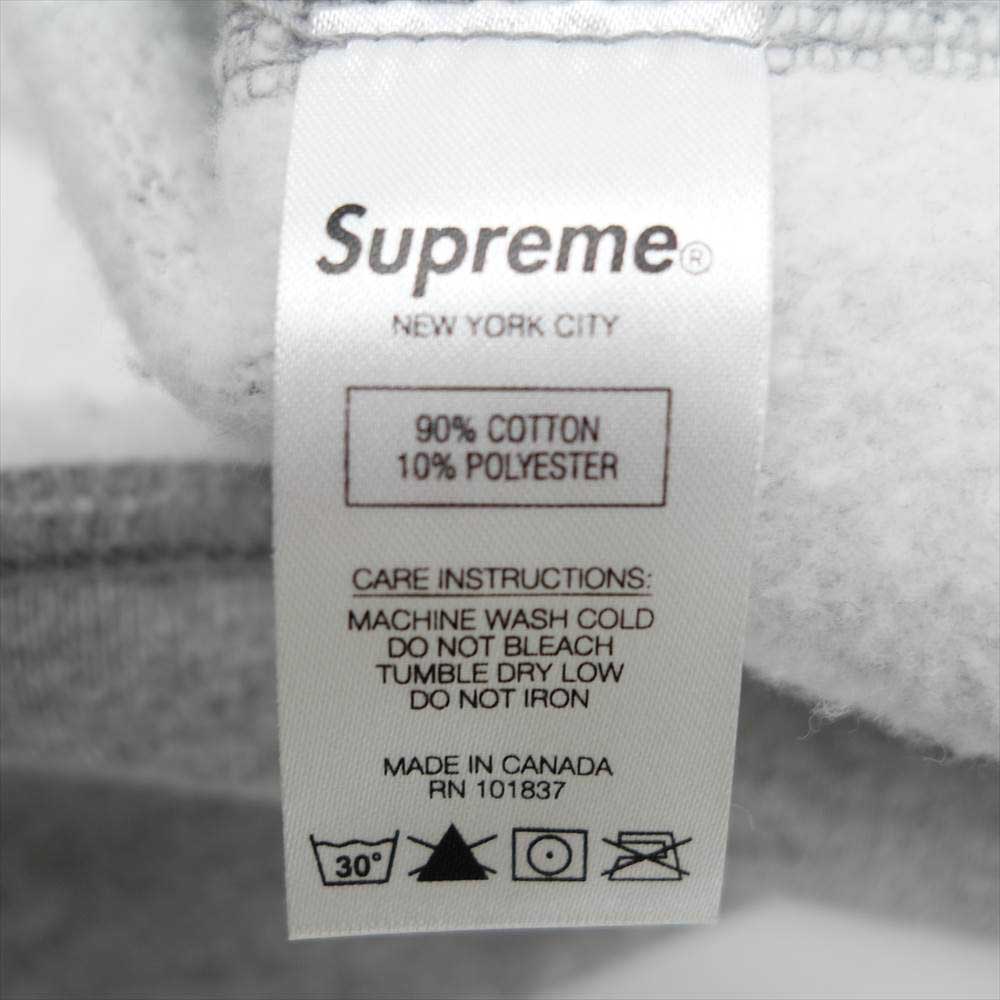 Supreme®
NEW YORK CITY
90% COTTON
10% POLYESTER
CARE INSTRUCTIONS:
MACHINE WASH COLD
DO NOT BLEACH
TUMBLE DRY LOW
DO NOT IRON
MADE IN CANADA
RN 101837
30°